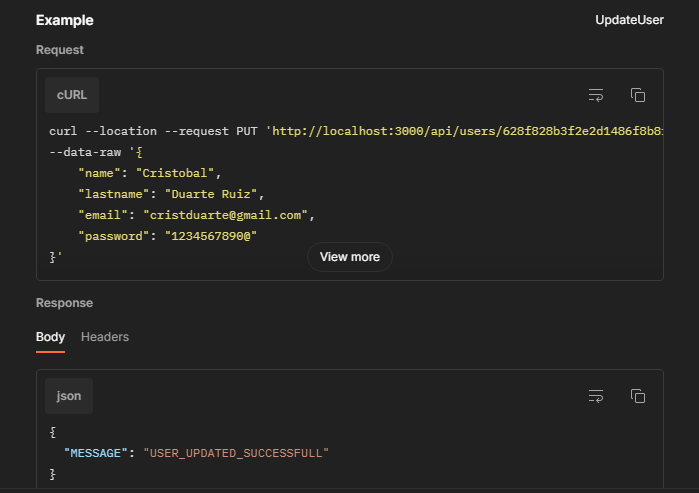 Example
UpdateUser
Request
cURL
curl --location --request PUT 'http://localhost:3000/api/users/628f828b3f2e2d1486f8b8
--data-raw '{
    "name": "Cristobal",
    "lastname": "Duarte Ruiz",
    "email": "cristduarte@gmail.com",
    "password": "1234567890@"
}'
View more
Response
Body Headers
json
{
  "MESSAGE": "USER_UPDATED_SUCCESSFULL"
}